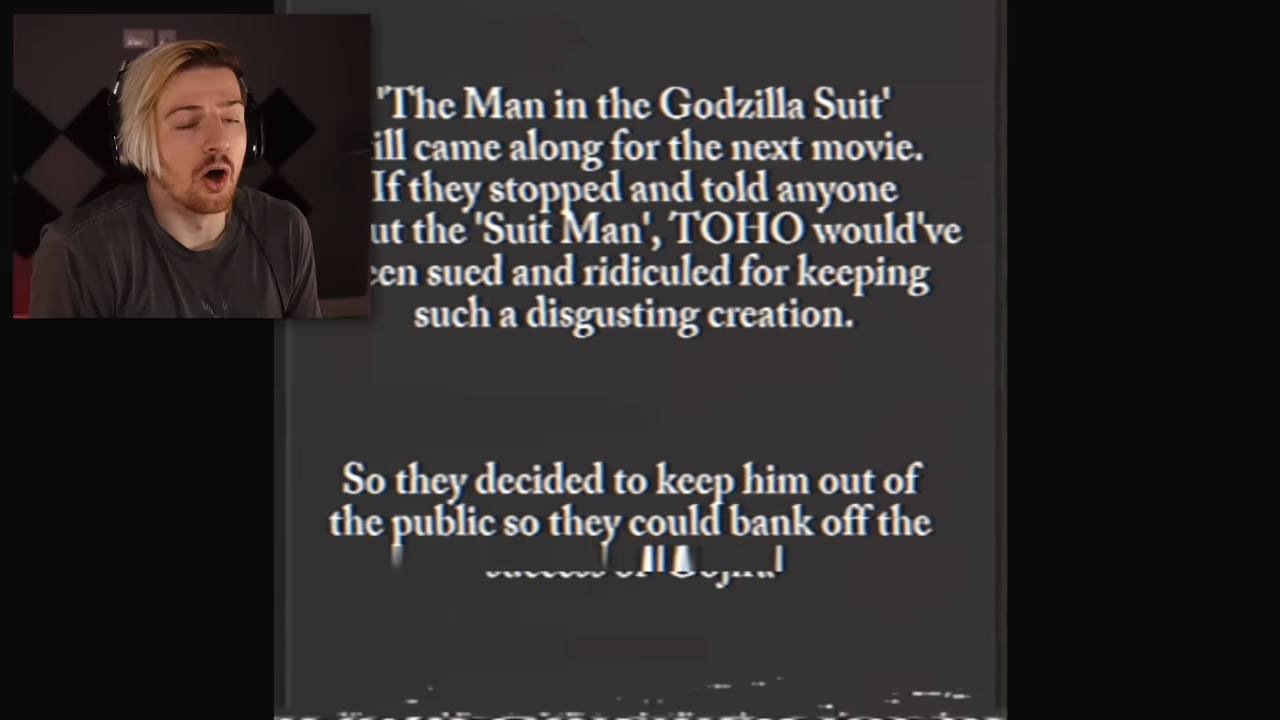 'The Man in the Godzilla Suit'
ill came along for the next movie.
If they stopped and told anyone
ut the 'Suit Man', TOHO would've
een sued and ridiculed for keeping
such a disgusting creation.
So they decided to keep him out of
the public so they could bank off the